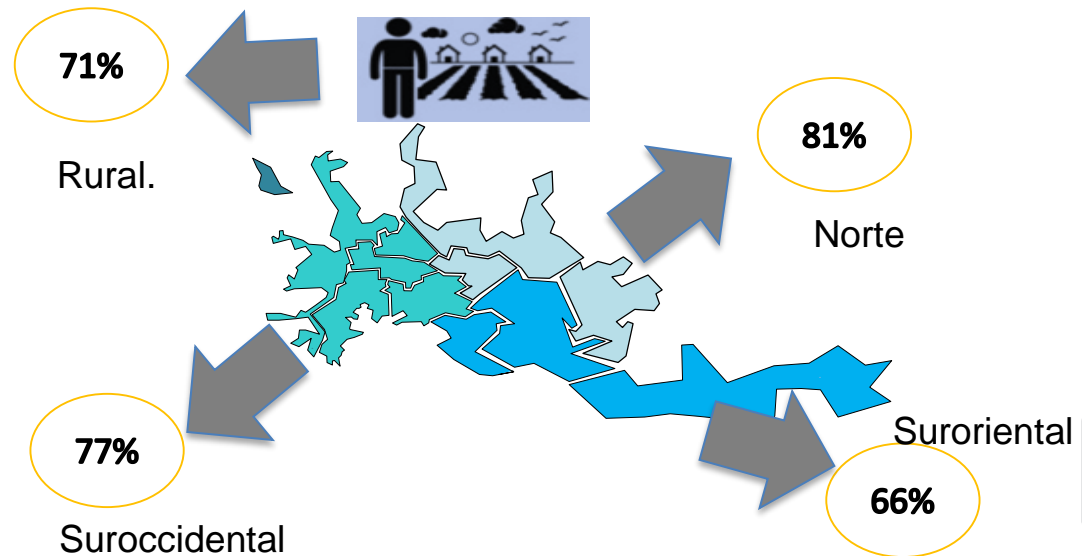 71%
Rural.
81%
Norte
77%
Suroccidental
Suroriental
66%